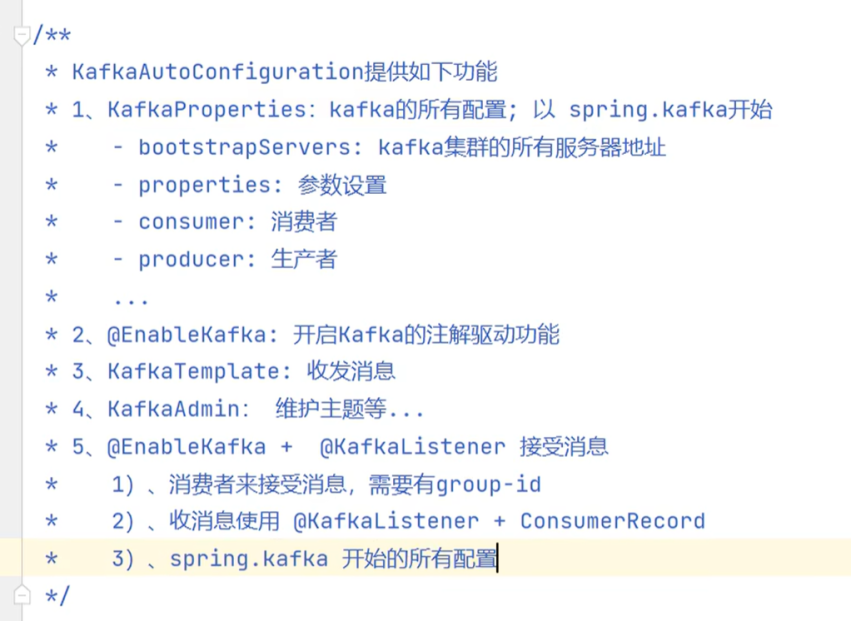 /**
* KafkaAutoConfiguration提供如下功能
* 1、KafkaProperties：kafka的所有配置；以 spring.kafka开始
*    - bootstrapServers: kafka集群的所有服务器地址
*    - properties: 参数设置
*    - consumer: 消费者
*    - producer: 生产者
*    ...
* 2、@EnableKafka: 开启Kafka的注解驱动功能
* 3、KafkaTemplate: 收发消息
* 4、KafkaAdmin： 维护主题等...
* 5、@EnableKafka +  @KafkaListener 接受消息
*    1）、消费者来接受消息，需要有group-id
*    2）、收消息使用 @KafkaListener + ConsumerRecord
*    3）、spring.kafka 开始的所有配置
*/